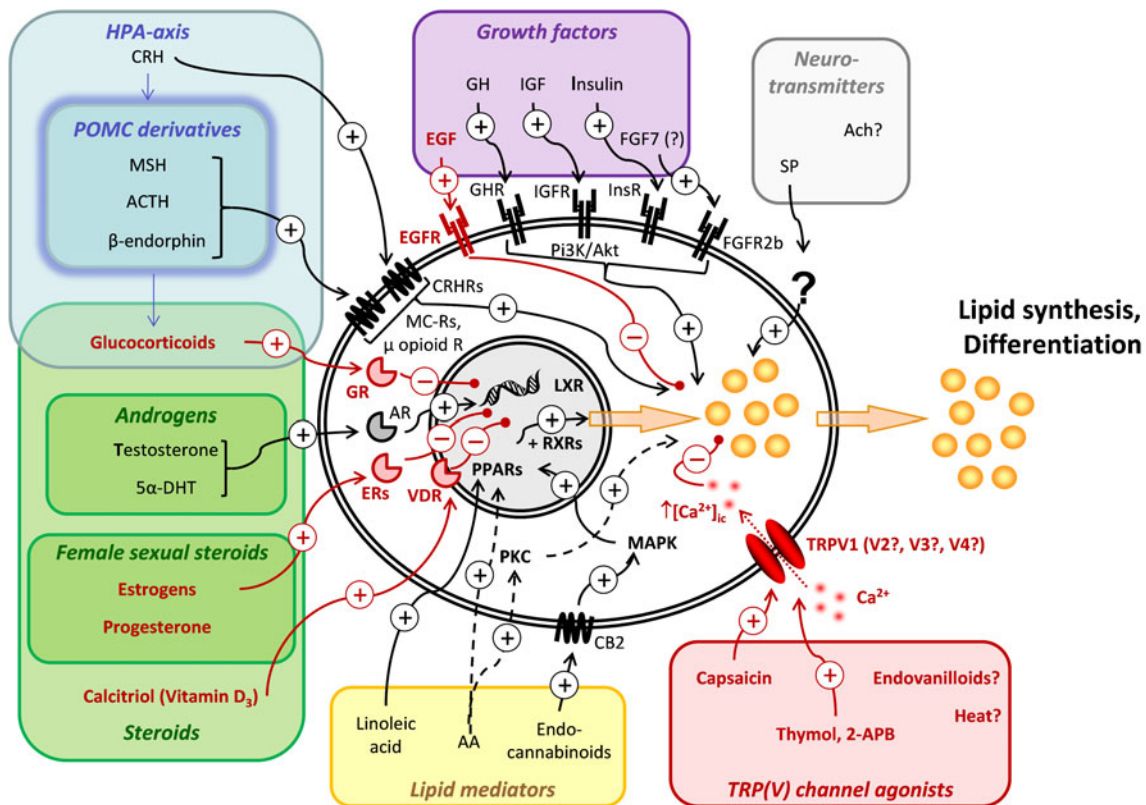 HPA-axis
CRH
POMC derivatives
MSH
ACTH
β-endorphin
Glucocorticoids
Androgens
Testosterone
5α-DHT
Female sexual steroids
Estrogens
Progesterone
Calcitriol (Vitamin D₃)
Steroids
Growth factors
GH
IGF
Insulin
EGF
FGF7 (?)
GHR
IGFR
InsR
EGFR
FGFR2b
Pi3K/Akt
Neuro-
transmitters
Ach?
SP
?
CRHRs
MC-Rs,
μ opioid R
GR
AR
ERs
VDR
LXR
+ RXRs
PPARs
PKC
MAPK
CB2
↑[Ca²⁺]ic
TRPV1 (V2?, V3?, V4?)
Ca²⁺
Lipid synthesis,
Differentiation
Linoleic
acid
AA
Endo-
cannabinoids
Lipid mediators
Capsaicin
Endovanilloids?
Heat?
Thymol, 2-APB
TRP(V) channel agonists